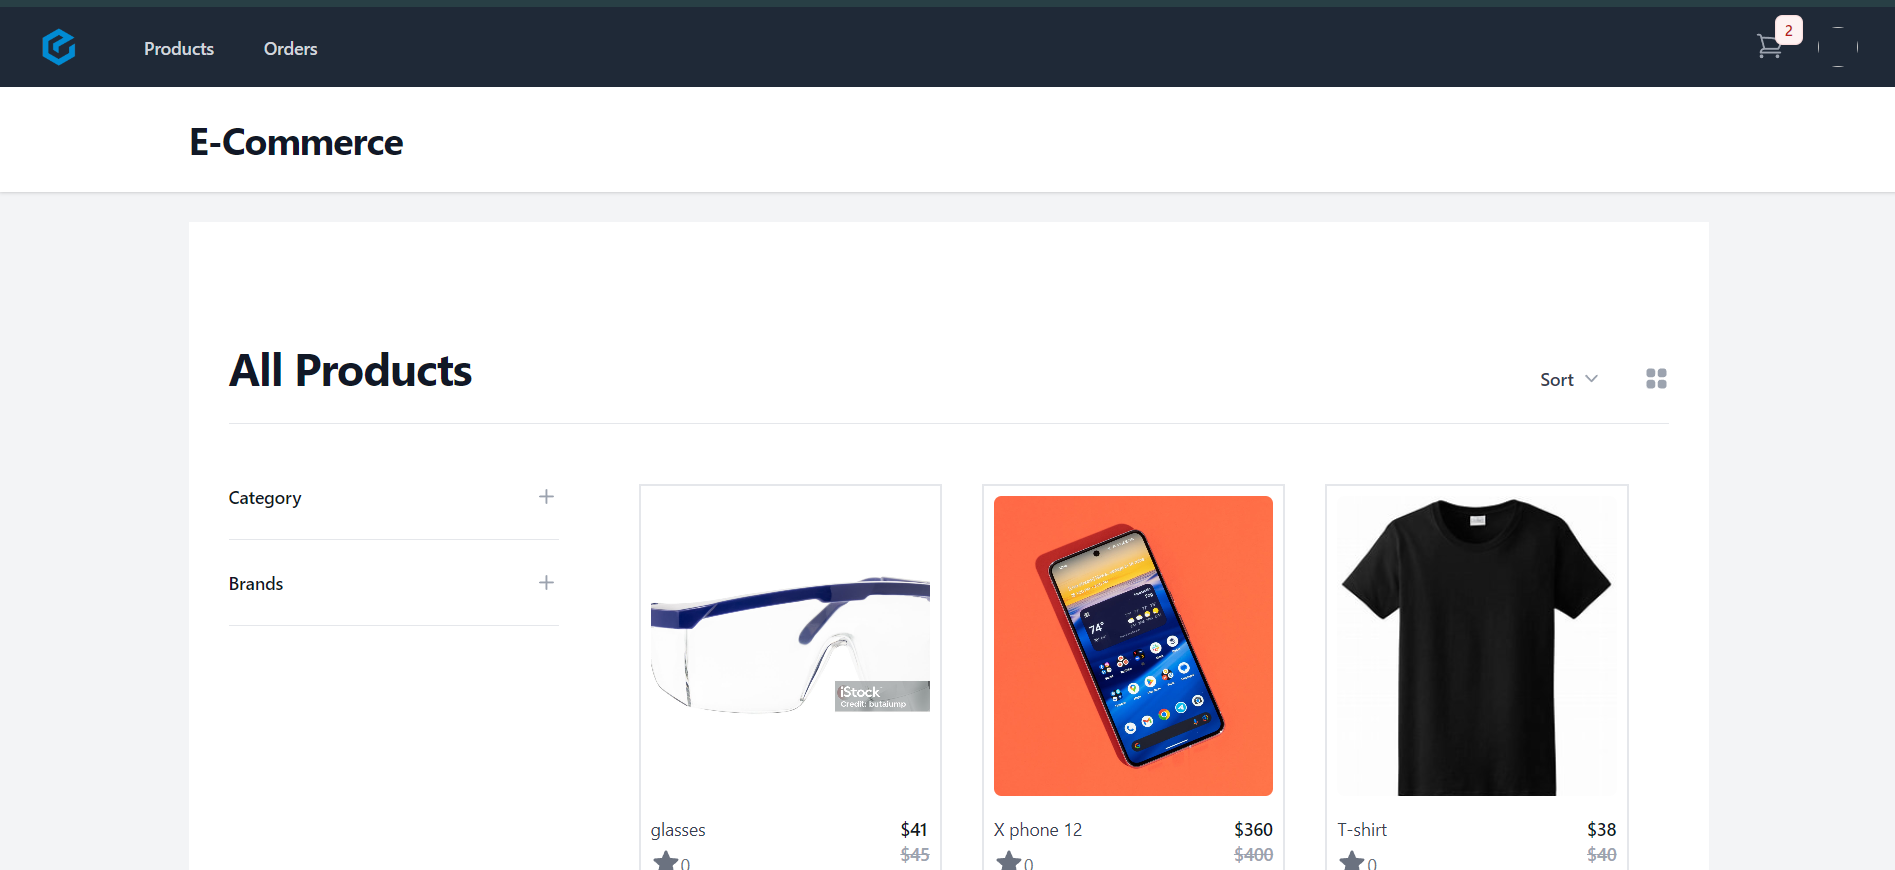 Products
Orders
2
E-Commerce
All Products
Sort
Category
Brands
iStock
Credit: butalump
74°
glasses
$41
$45
0
X phone 12
$360
$400
0
T-shirt
$38
$40
0